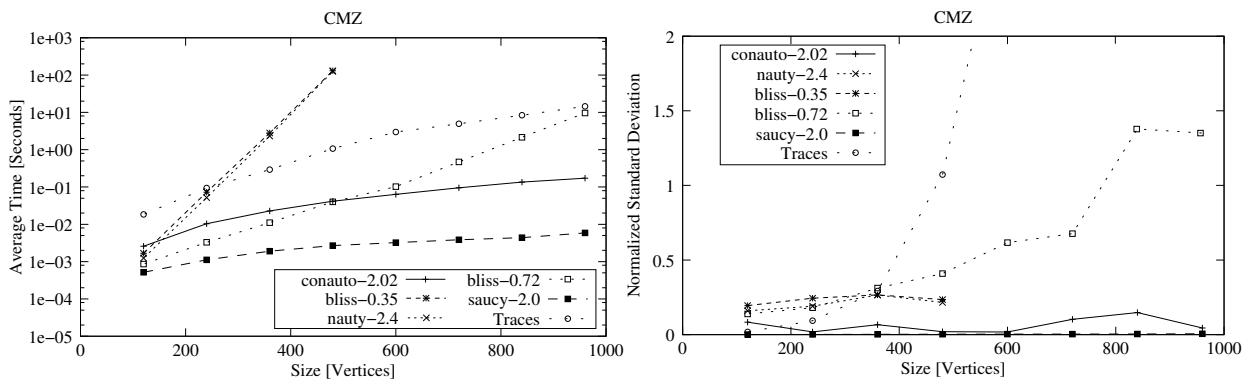 CMZ
1e+03
1e+02
1e+01
1e+00
1e−01
1e−02
1e−03
1e−04
1e−05
Average Time [Seconds]
conauto−2.02
bliss−0.35
nauty−2.4
bliss−0.72
saucy−2.0
Traces
0 200 400 600 800 1000
Size [Vertices]
CMZ
2
1.5
1
0.5
0
Normalized Standard Deviation
conauto−2.02
nauty−2.4
bliss−0.35
bliss−0.72
saucy−2.0
Traces
0 200 400 600 800 1000
Size [Vertices]